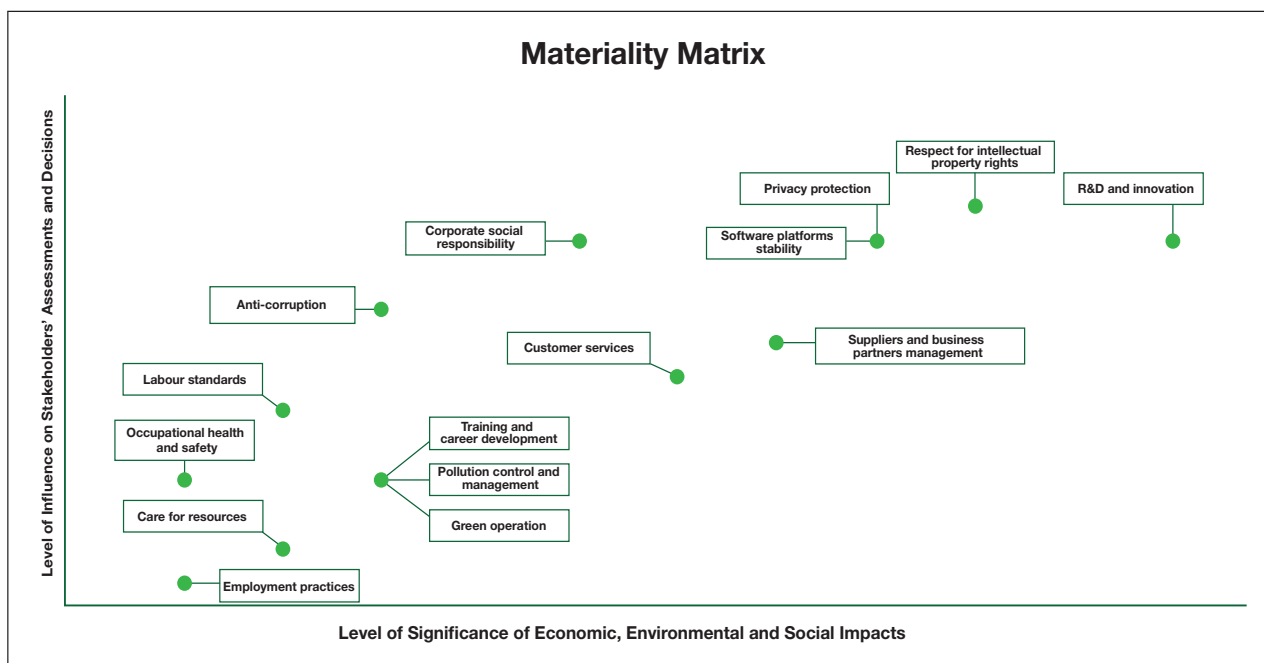 Materiality Matrix
Level of Influence on Stakeholders' Assessments and Decisions
Respect for intellectual
property rights
Privacy protection
R&D and innovation
Corporate social
responsibility
Software platforms
stability
Anti-corruption
Customer services
Suppliers and business
partners management
Labour standards
Occupational health
and safety
Training and
career development
Pollution control and
management
Care for resources
Green operation
Employment practices
Level of Significance of Economic, Environmental and Social Impacts